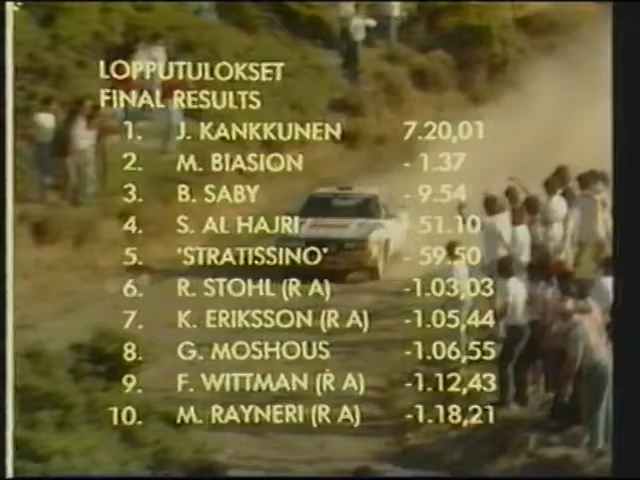 LOPPUTULOKSET
FINAL RESULTS
1. J. KANKKUNEN 7.20,01
2. M. BIASION - 1.37
3. B. SABY - 9.54
4. S. AL HAJRI - 51.10
5. "STRATISSINO" - 59.50
6. R. STOHL (R A) -1.03,03
7. K. ERIKSSON (R A) -1.05,44
8. G. MOSHOUS -1.06,55
9. F. WITTMAN (R A) -1.12,43
10. M. RAYNERI (R A) -1.18,21